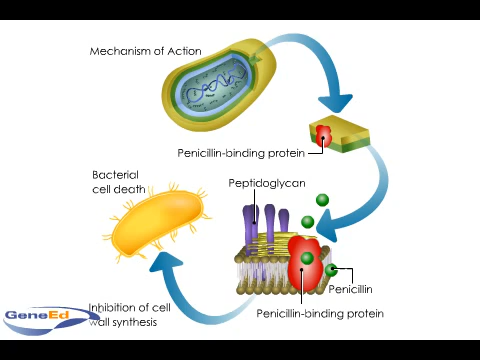 Mechanism of Action
Penicillin-binding protein
Bacterial
cell death
Peptidoglycan
Penicillin
Penicillin-binding protein
Inhibition of cell
wall synthesis
GeneEd